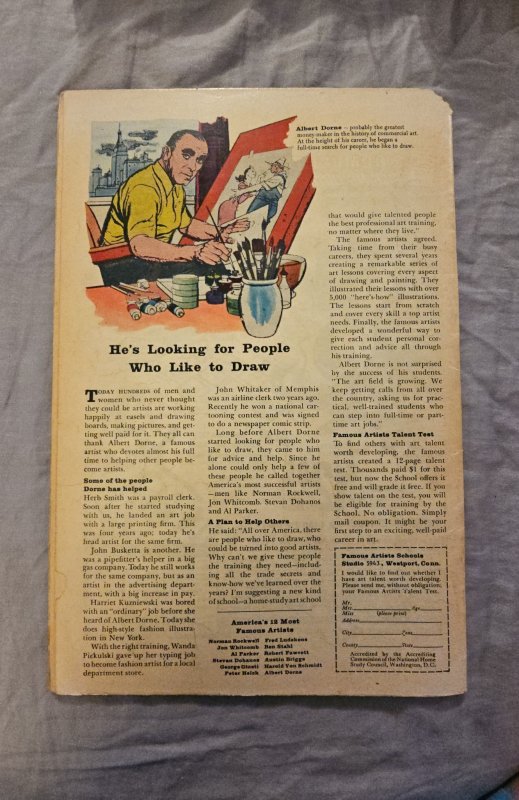 Albert Dorne – probably the greatest
money-maker in the history of commercial art.
At the height of his career, he began a
full-time search for people who like to draw.
He's Looking for People
Who Like to Draw
TODAY HUNDREDS of men and
women who never thought
they could be artists are working
happily at easels and drawing
boards, making pictures, and get-
ting well paid for it. They all can
thank Albert Dorne, a famous
artist who devotes almost his full
time to helping other people be-
come artists.
Some of the people
Dorne has helped
Herb Smith was a payroll clerk.
Soon after he started studying
with us, he landed an art job
with a large printing firm. This
was four years ago; today he's
head artist for the same firm.
John Busketta is another. He
was a pipefitter's helper in a big
gas company. Today he still works
for the same company, but as an
artist in the advertising depart-
ment, with a big increase in pay.
Harriet Kuzniewski was bored
with an "ordinary" job before she
heard of Albert Dorne. Today she
does high-style fashion illustra-
tion in New York.
With the right training, Wanda
Pickulski gave up her typing job
to become fashion artist for a local
department store.
John Whitaker of Memphis
was an airline clerk two years ago.
Recently he won a national car-
tooning contest and was signed
to do a newspaper comic strip.
Long before Albert Dorne
started looking for people who
like to draw, they came to him
for advice and help. Since he
alone could help only a few of
these people he called together
America's most successful artists
—men like Norman Rockwell,
Jon Whitcomb, Stevan Dohanos
and Al Parker.
A Plan to Help Others
He said: "All over America, there
are people who like to draw, who
could be turned into good artists.
Why can't we give these people
the training they need—includ-
ing all the trade secrets and
know-how we've learned over the
years? I'm suggesting a new kind
of school–a home-study art school
America's 12 Most
Famous Artists
Norman Rockwell Fred Ludekens
Jon Whitcomb Ben Stahl
Al Parker Robert Fawcett
Stevan Dohanos Austin Briggs
George Giusti Harold Von Schmidt
Peter Helck Albert Dorne
that would give talented people
the best professional art training,
no matter where they live."
The famous artists agreed.
Taking time from their busy
careers, they spent several years
creating a remarkable series of
art lessons covering every aspect
of drawing and painting. They
illustrated their lessons with over
5,000 "here's-how" illustrations.
The lessons start from scratch
and cover every skill a top artist
needs. Finally, the famous artists
developed a wonderful way to
give each student personal cor-
rection and advice all through
his training.
Albert Dorne is not surprised
by the success of his students.
"The art field is growing. We
keep getting calls from all over
the country, asking us for prac-
tical, well-trained students who
can step into full-time or part-
time art jobs."
Famous Artists Talent Test
To find others with art talent
worth developing, the famous
artists created a 12-page talent
test. Thousands paid $1 for this
test, but now the School offers it
free and will grade it free. If you
show talent on the test, you will
be eligible for training by the
School. No obligation. Simply
mail coupon. It might be your
first step to an exciting, well-paid
career in art.
Famous Artists Schools
Studio 1943, Westport, Conn.
I would like to find out whether I
have art talent worth developing.
Please send me, without obligation,
your Famous Artists Talent Test.
Mr.
Mrs. Age
Miss (please print)
Address
City Zone
County State
Accredited by the Accrediting
Commission of the National Home
Study Council, Washington, D.C.